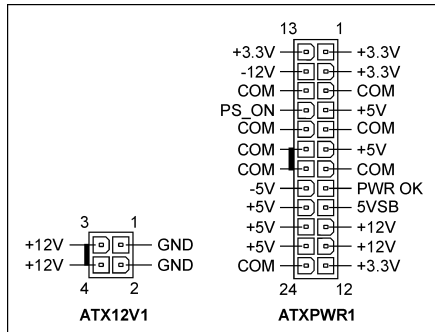 13 1
+3.3V +3.3V
-12V +3.3V
COM COM
PS_ON +5V
COM COM
COM +5V
COM COM
-5V PWR OK
+5V 5VSB
+5V +12V
+5V +12V
COM +3.3V
24 12
ATXPWR1
3 1
+12V GND
+12V GND
4 2
ATX12V1